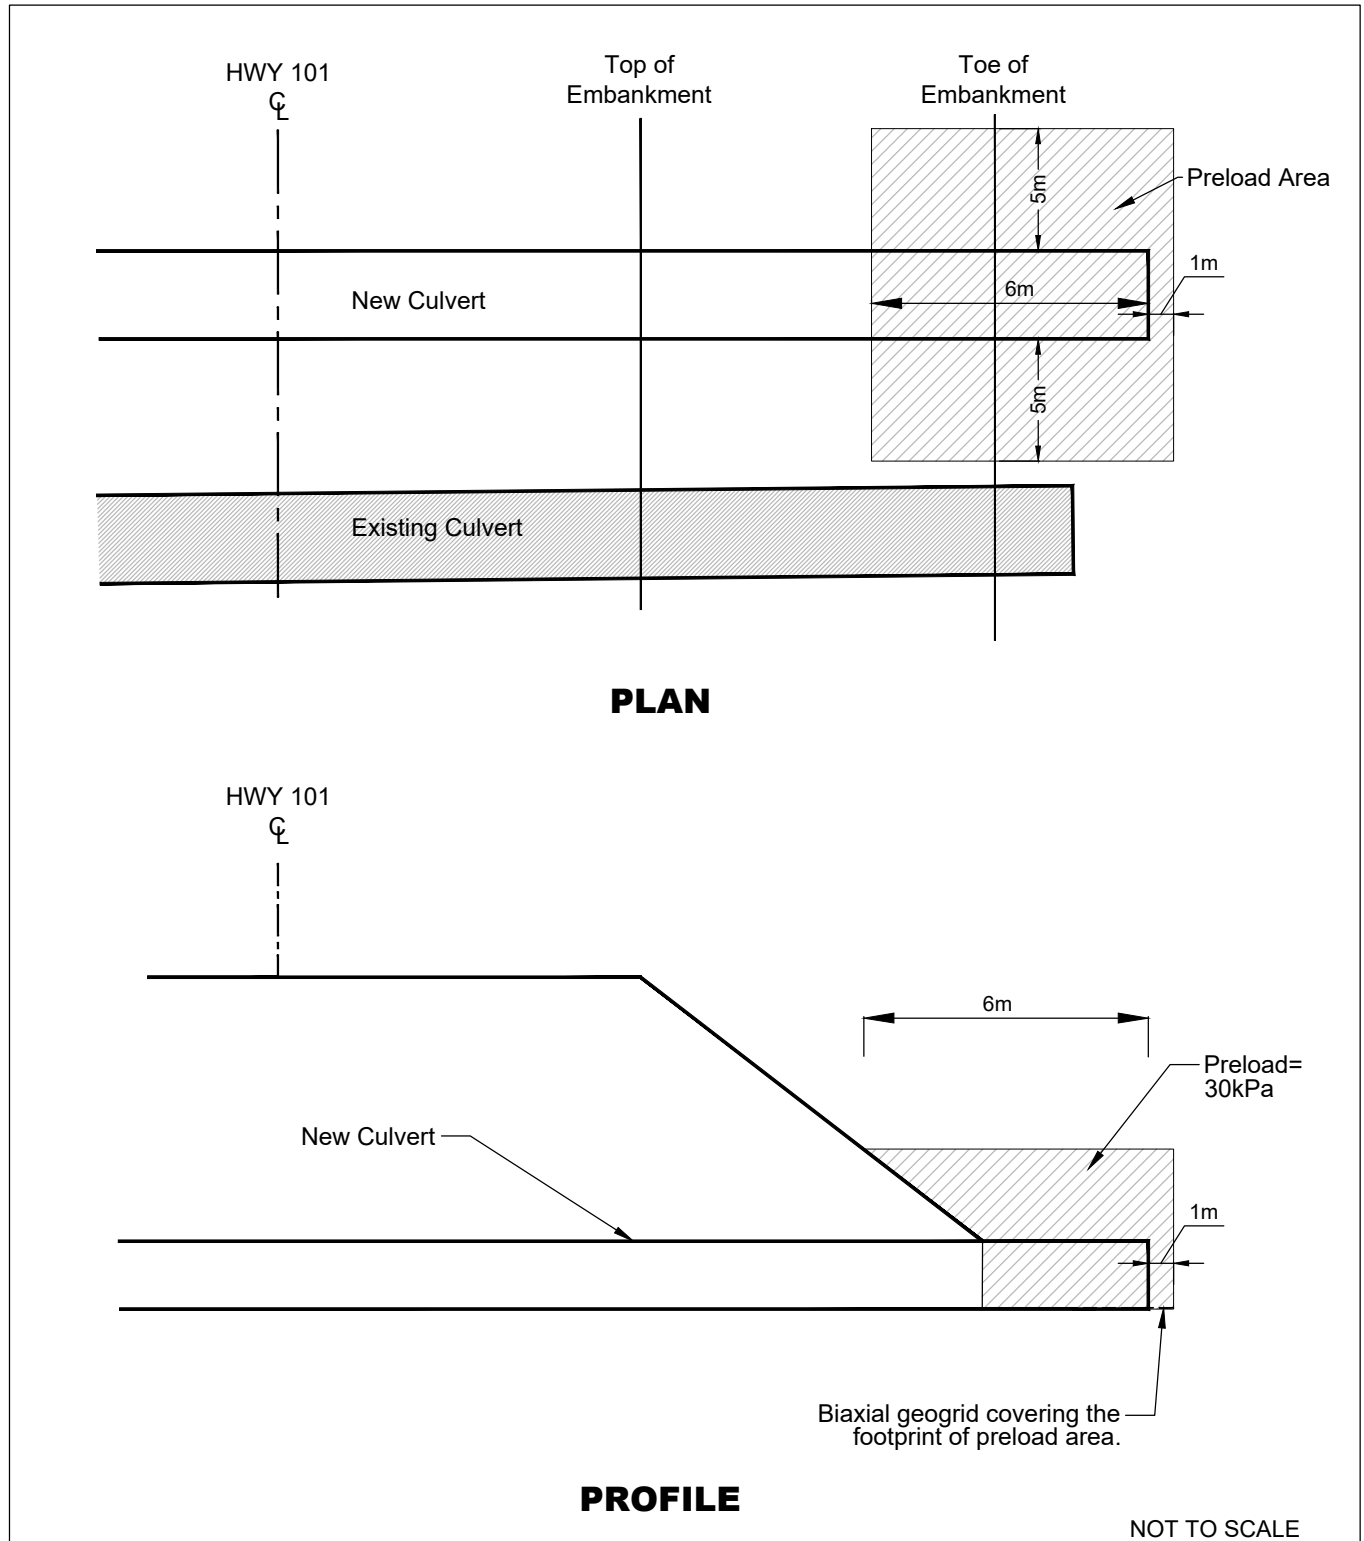 HWY 101
℄
Top of
Embankment
Toe of
Embankment
Preload Area
5m
1m
New Culvert
6m
5m
Existing Culvert
PLAN
HWY 101
℄
6m
Preload=
30kPa
New Culvert
1m
Biaxial geogrid covering the
footprint of preload area.
PROFILE
NOT TO SCALE